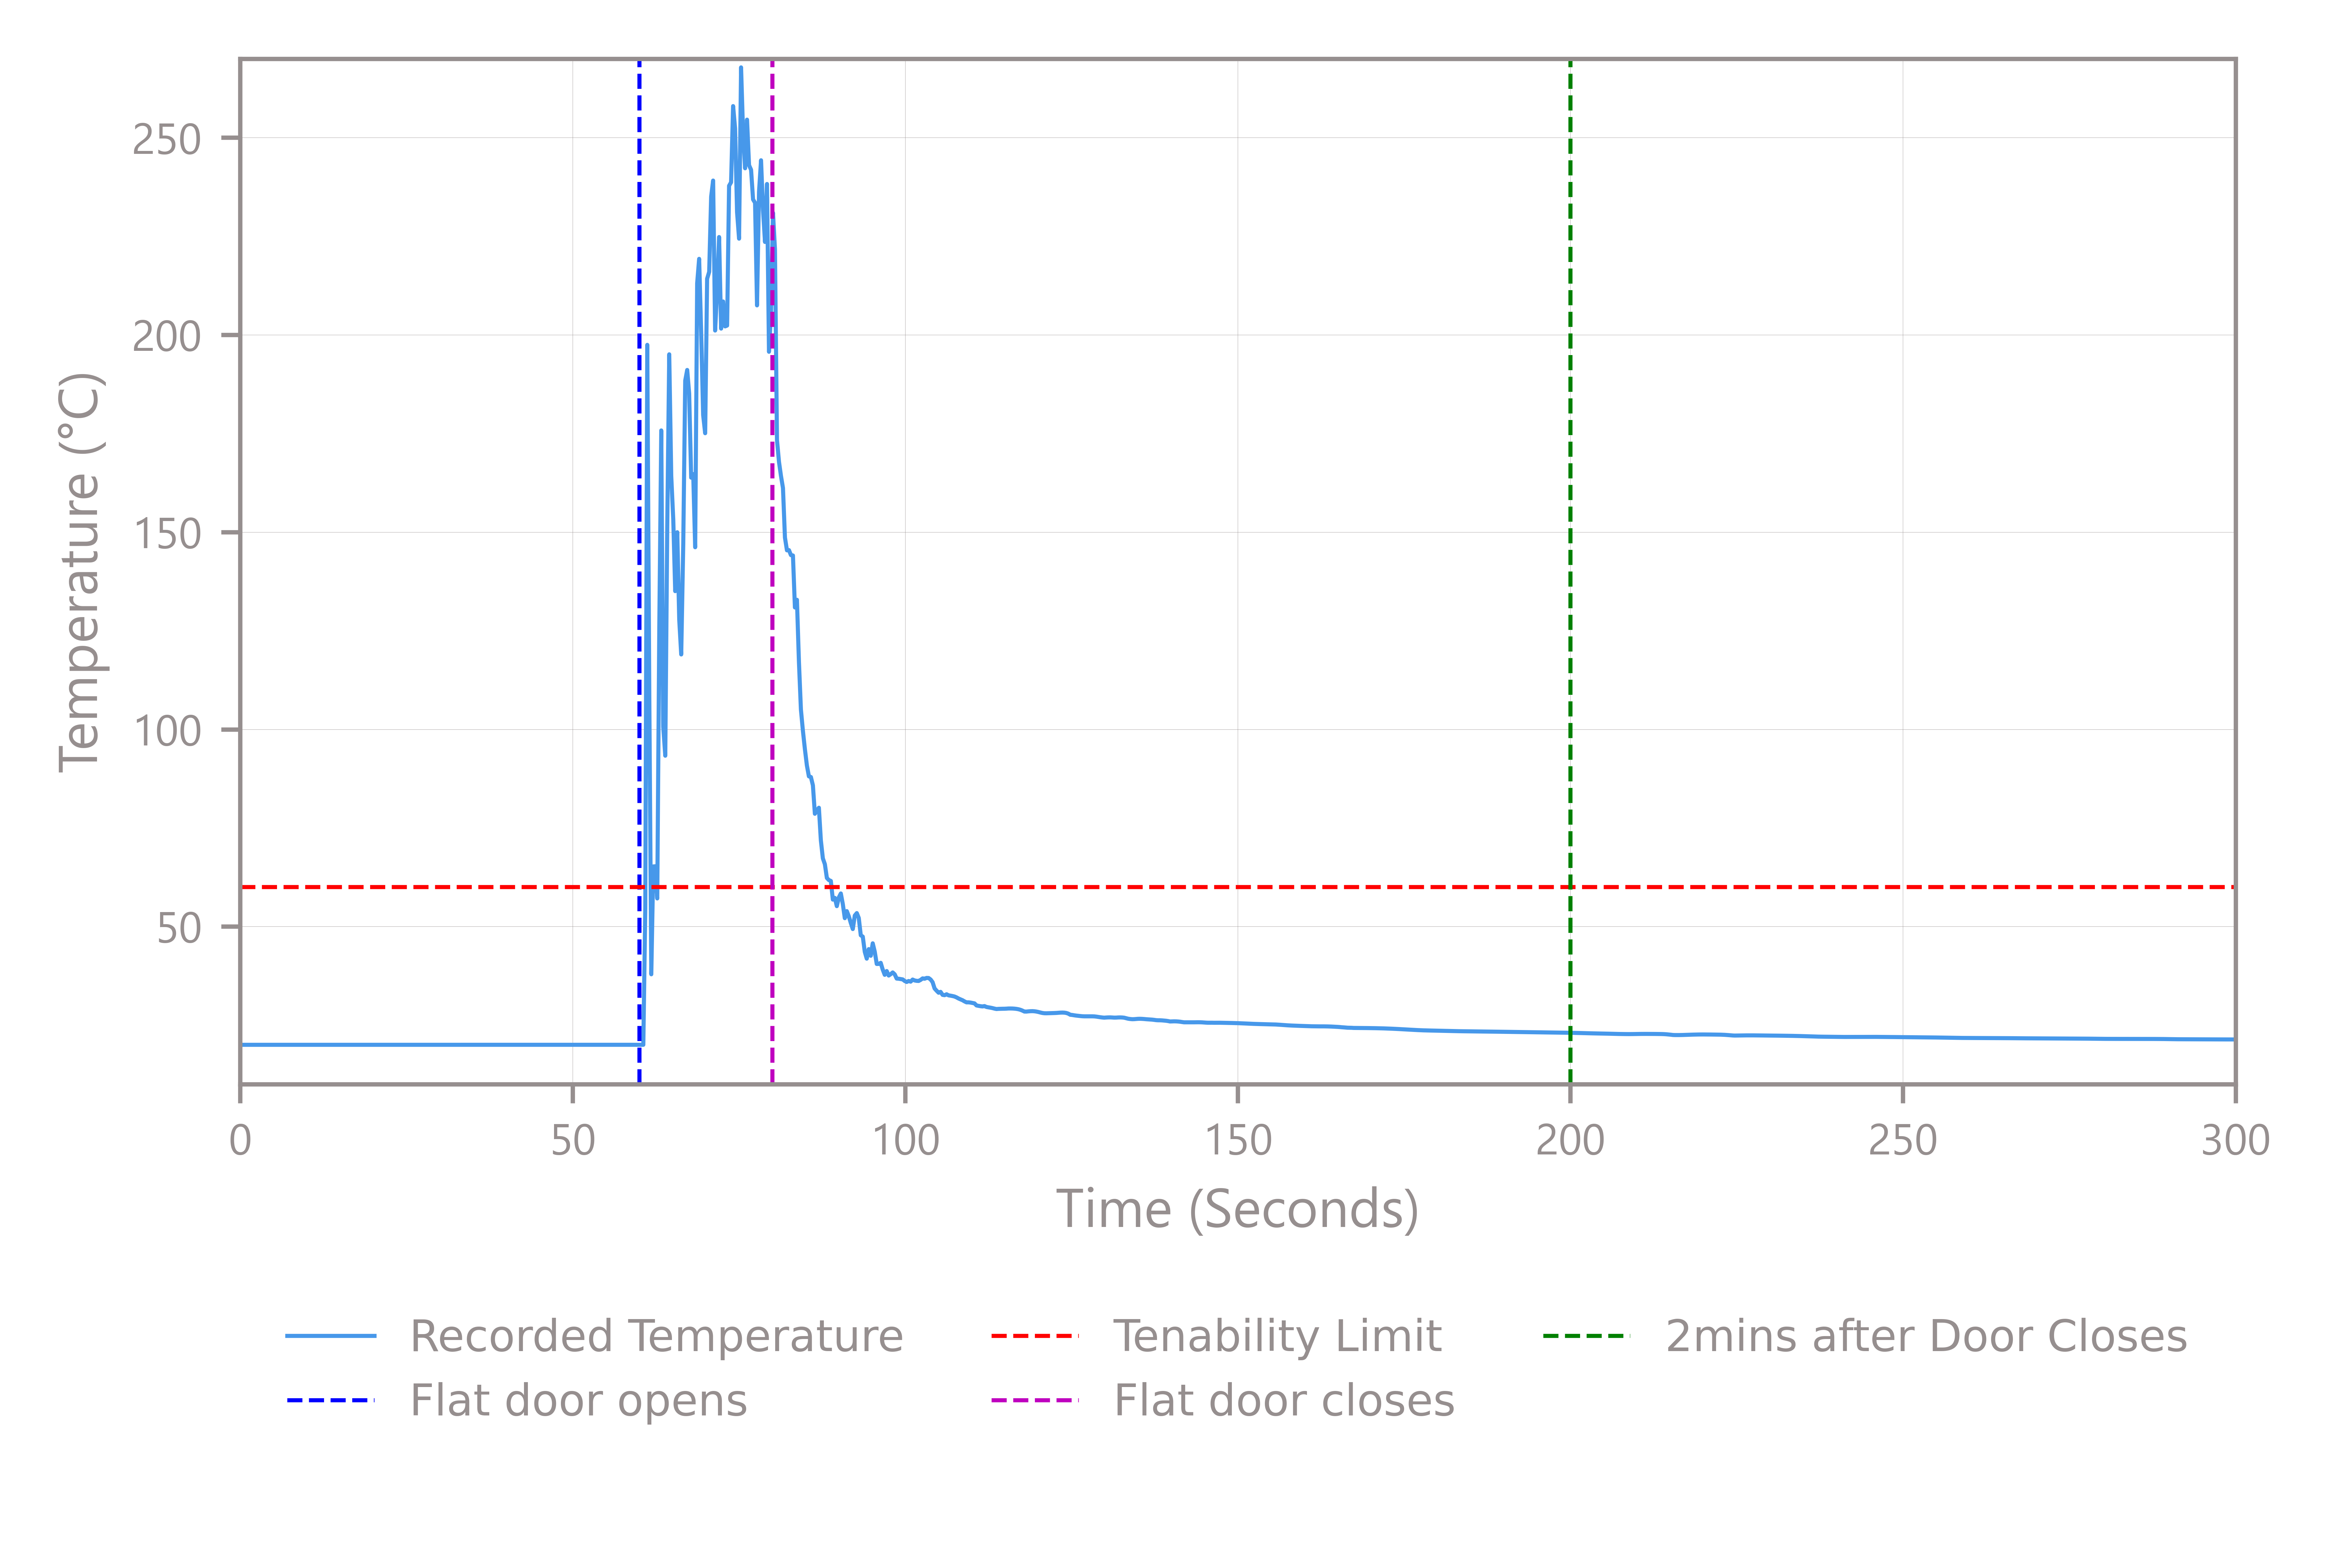 250
200
150
100
50
Temperature (°C)
0 50 100 150 200 250 300
Time (Seconds)
Recorded Temperature
Flat door opens
Tenability Limit
Flat door closes
2mins after Door Closes